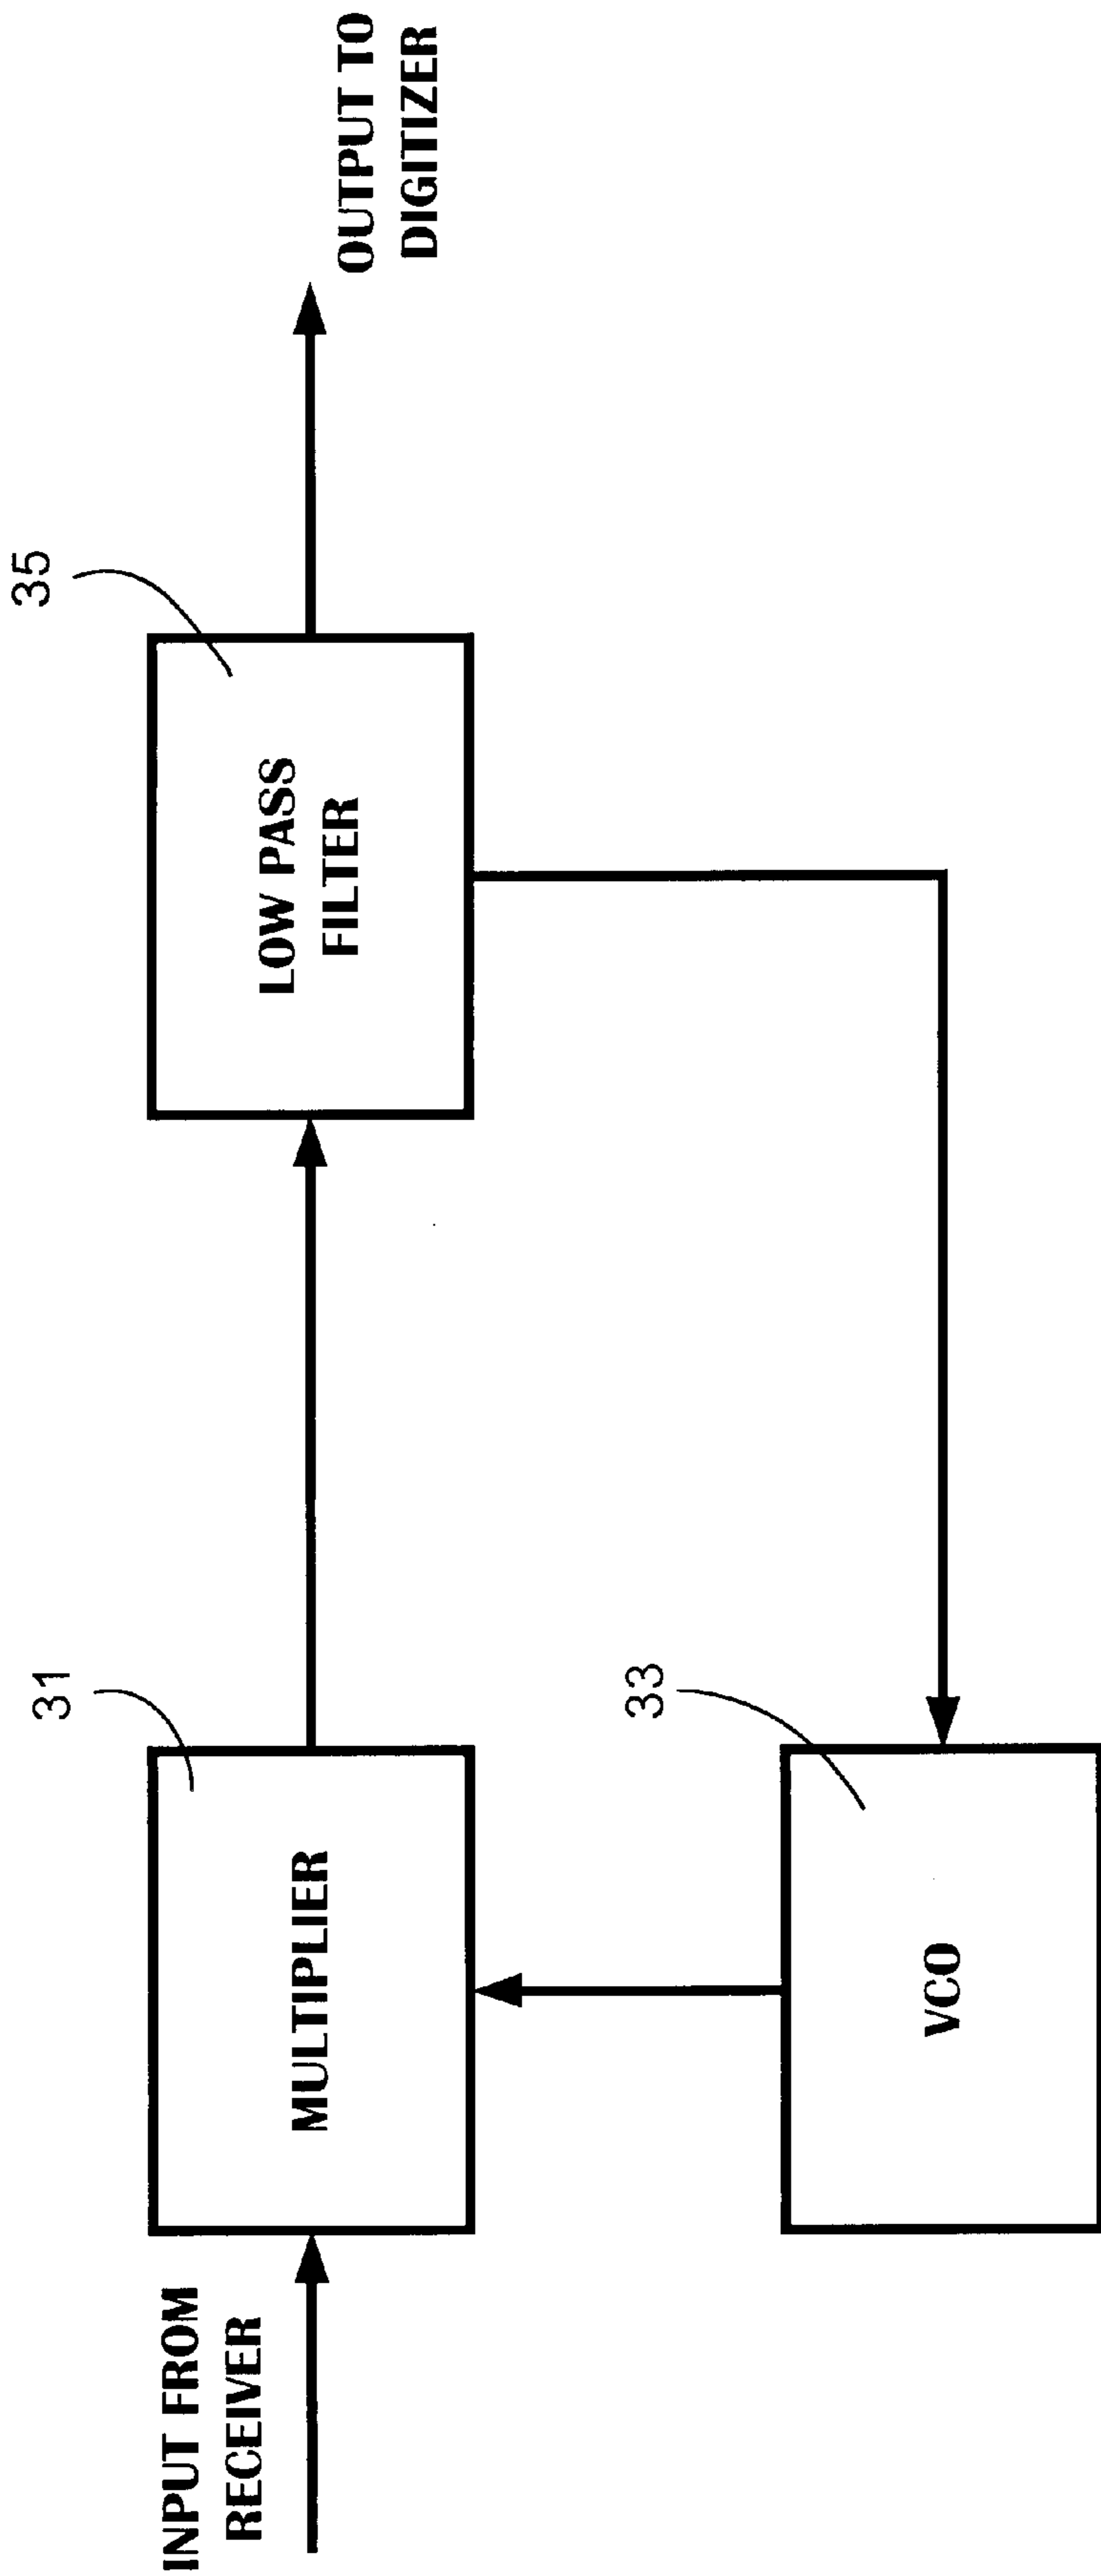 INPUT FROM
RECEIVER
31
MULTIPLIER
33
VCO
35
LOW PASS
FILTER
OUTPUT TO
DIGITIZER